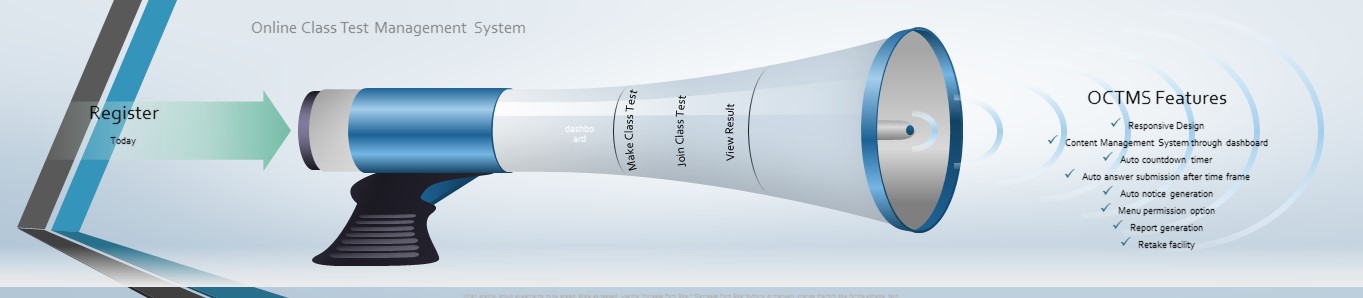 Online Class Test Management System
Register
Today
dashbo
ard
Make Class Test
Join Class Test
View Result
OCTMS Features
Responsive Design
Content Management System through dashboard
Auto countdown timer
Auto answer submission after time frame
Auto notice generation
Menu permission option
Report generation
Retake facility